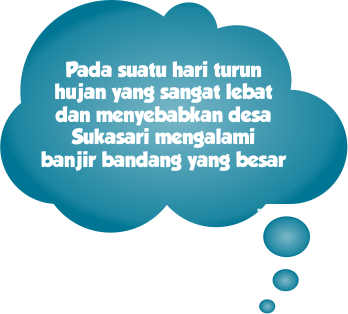 Pada suatu hari turun
hujan yang sangat lebat
dan menyebabkan desa
Sukasari mengalami
banjir bandang yang besar